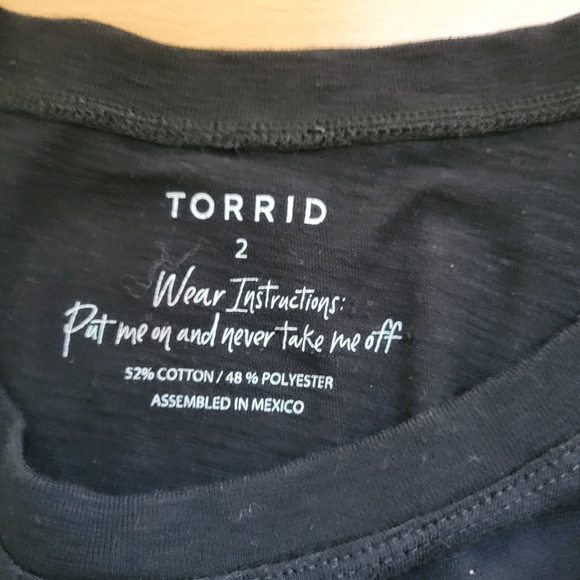 TORRID
2
Wear Instructions:
Put me on and never take me off
52% COTTON / 48 % POLYESTER
ASSEMBLED IN MEXICO